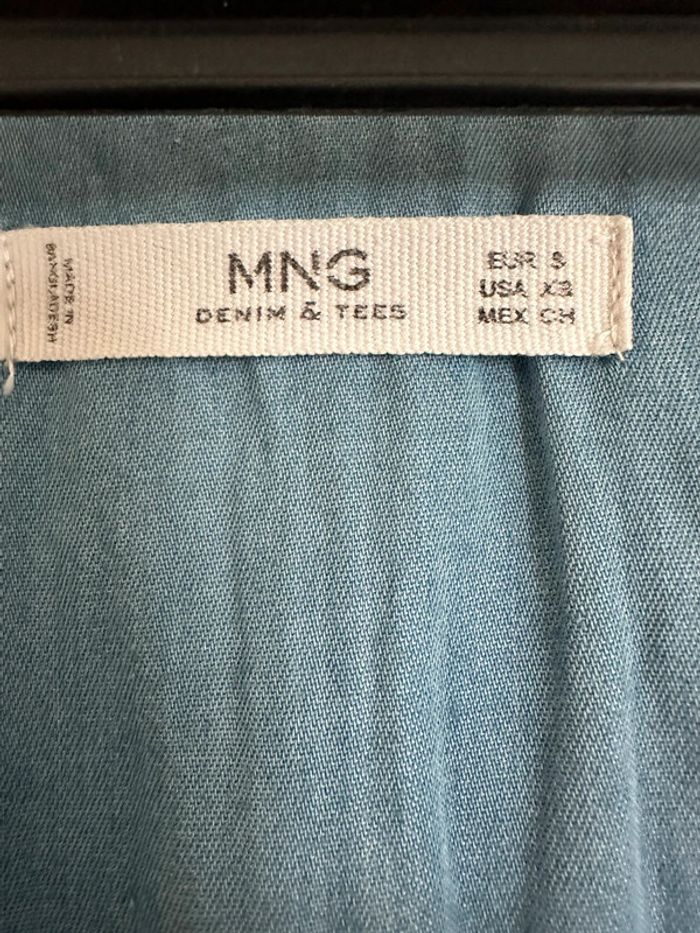 MADE IN
BANGLADESH
MNG
DENIM & TEES
EUR S
USA XS
MEX CH